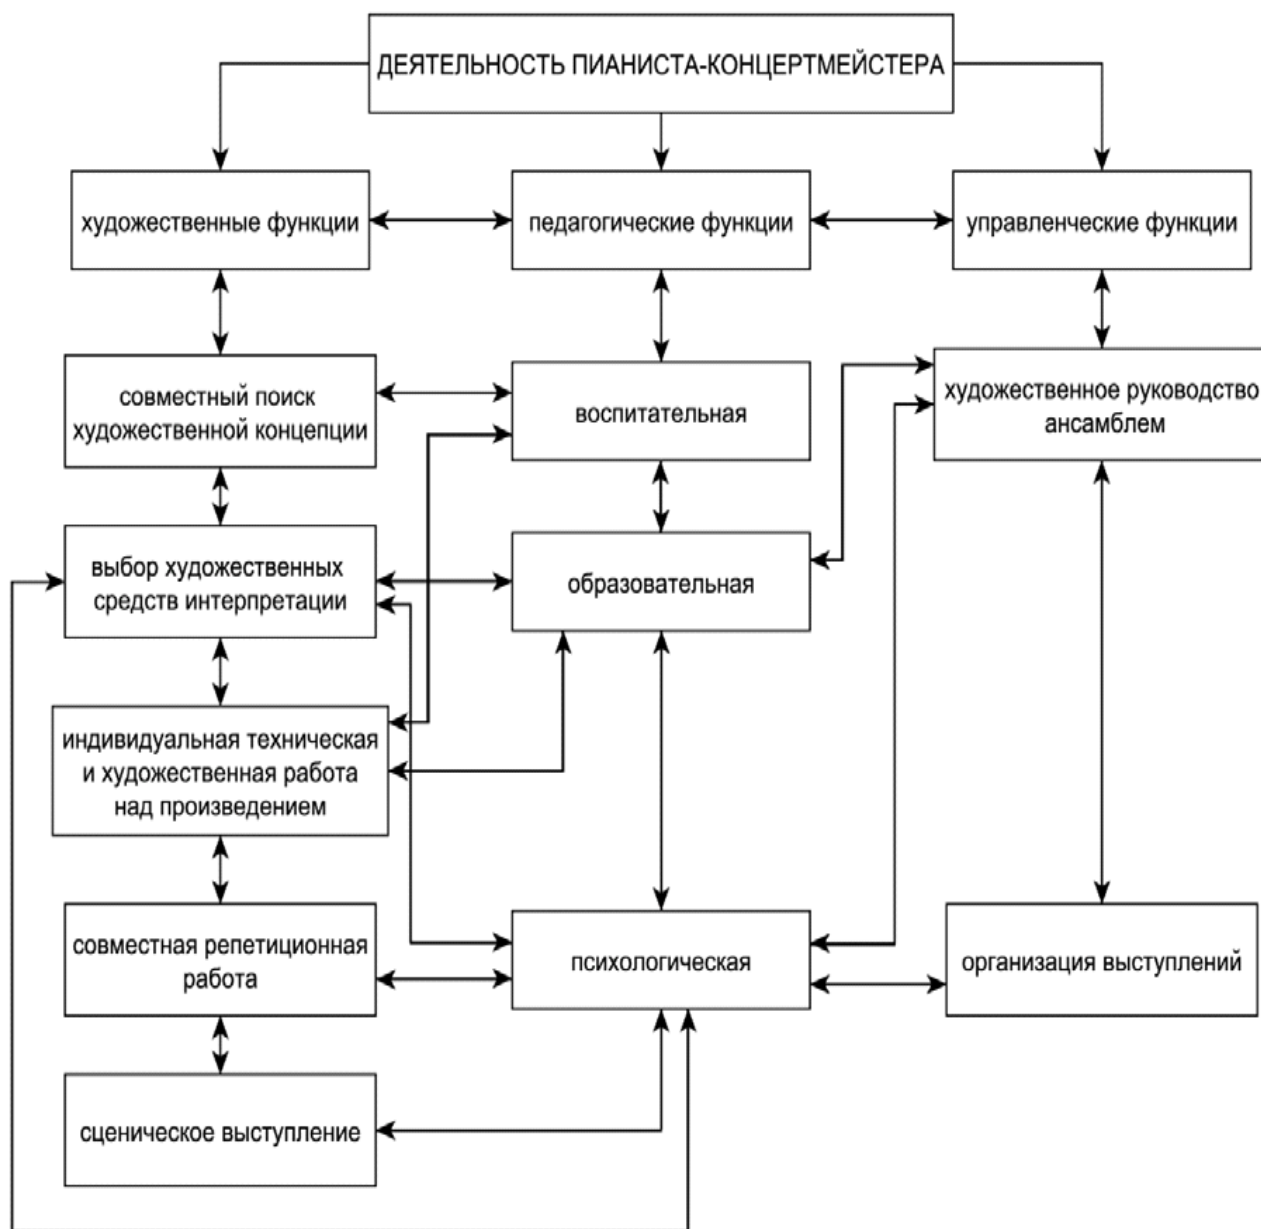 ДЕЯТЕЛЬНОСТЬ ПИАНИСТА-КОНЦЕРТМЕЙСТЕРА
художественные функции
педагогические функции
управленческие функции
совместный поиск
художественной концепции
воспитательная
художественное руководство
ансамблем
выбор художественных
средств интерпретации
образовательная
индивидуальная техническая
и художественная работа
над произведением
совместная репетиционная
работа
психологическая
организация выступлений
сценическое выступление